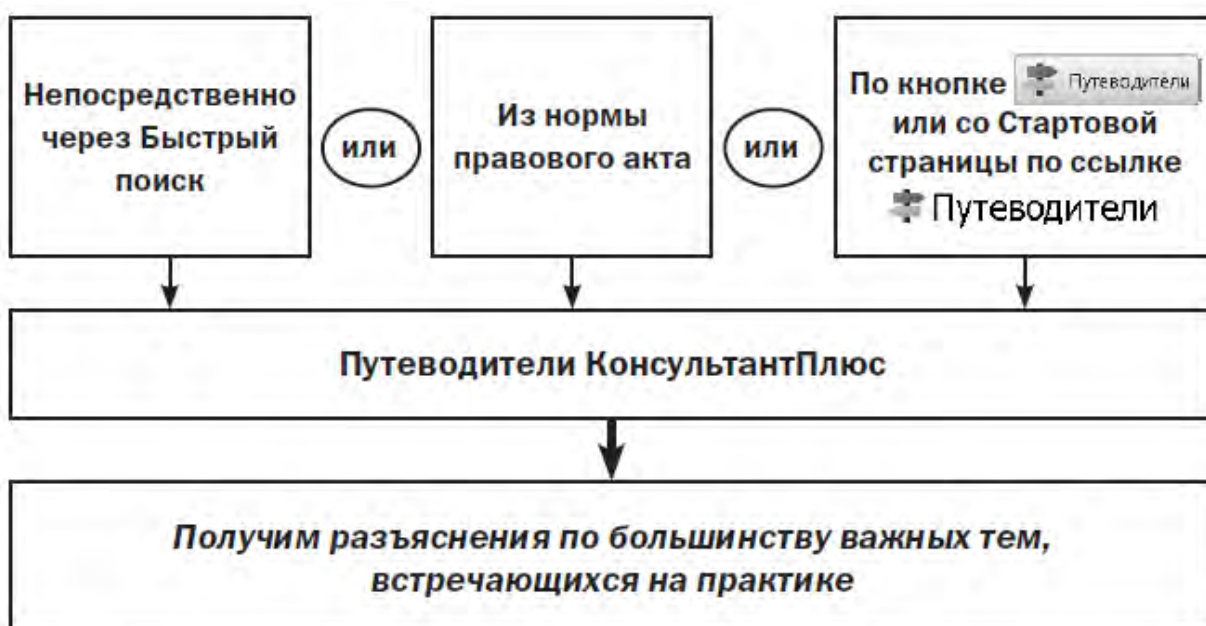 Непосредственно
через Быстрый
поиск
или
Из нормы
правового акта
или
По кнопке Путеводители
или со Стартовой
страницы по ссылке
Путеводители
Путеводители КонсультантПлюс
Получим разъяснения по большинству важных тем,
встречающихся на практике